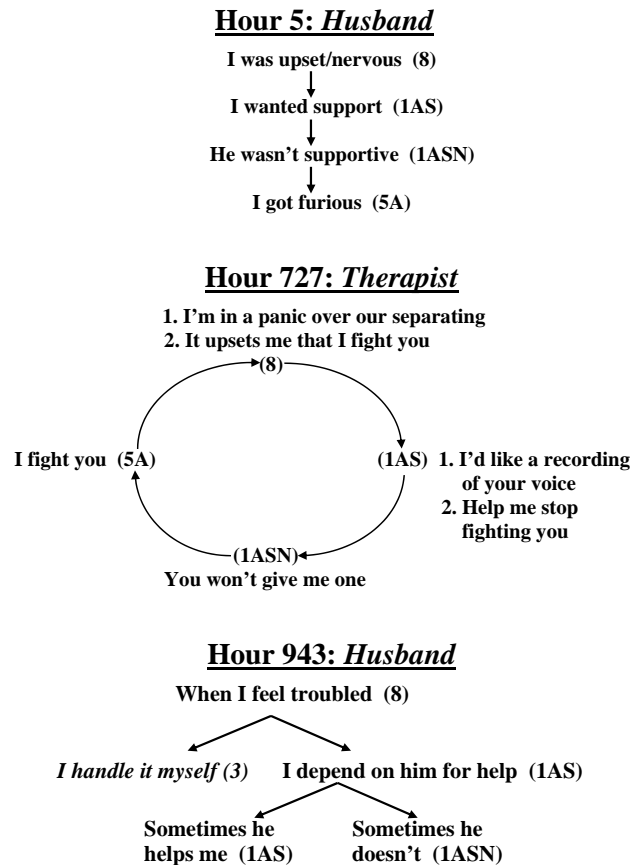 Hour 5: Husband
I was upset/nervous (8)
I wanted support (1AS)
He wasn't supportive (1ASN)
I got furious (5A)
Hour 727: Therapist
1. I'm in a panic over our separating
2. It upsets me that I fight you
(8)
I fight you (5A)
(1AS) 1. I'd like a recording
of your voice
2. Help me stop
fighting you
(1ASN)
You won't give me one
Hour 943: Husband
When I feel troubled (8)
I handle it myself (3) I depend on him for help (1AS)
Sometimes he
helps me (1AS)
Sometimes he
doesn't (1ASN)